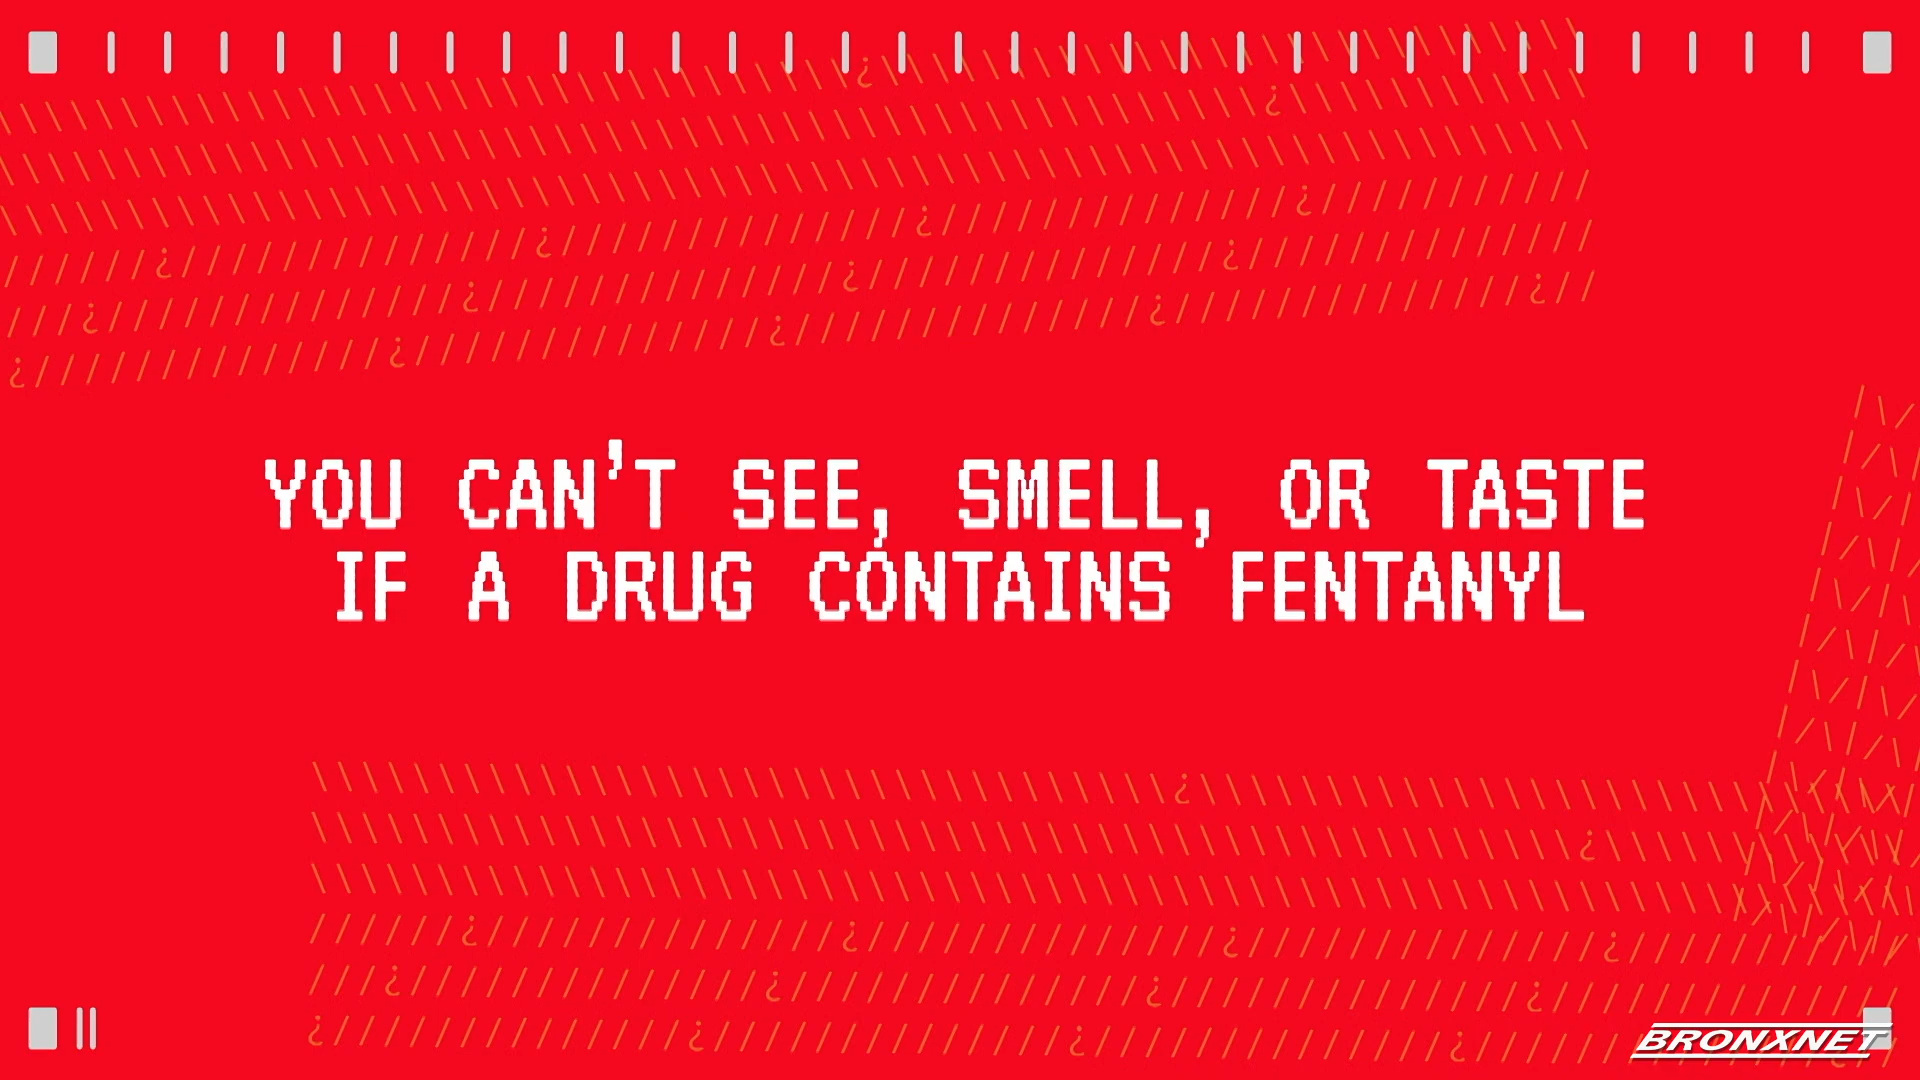 YOU CAN'T SEE, SMELL, OR TASTE
IF A DRUG CONTAINS FENTANYL
BRONXNET